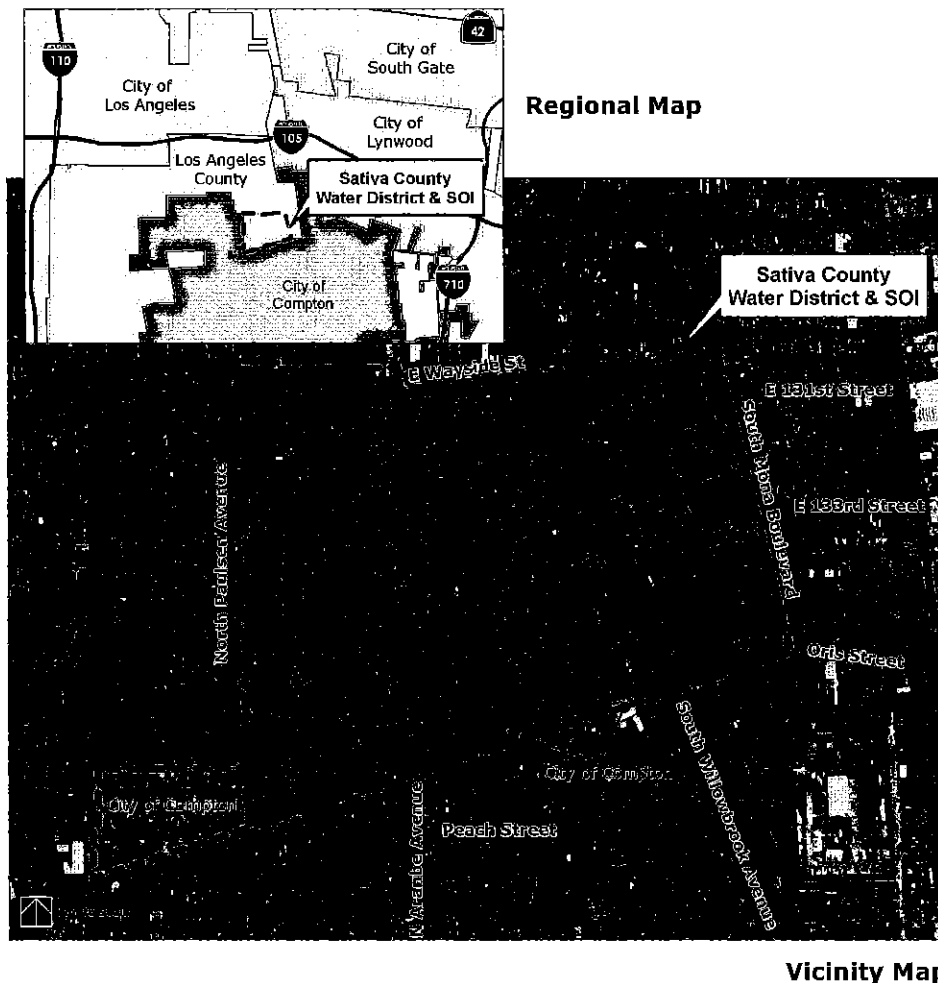 42
110
City of
South Gate
City of
Los Angeles
Regional Map
City of
Lynwood
105
Los Angeles
County
Sativa County
Water District & SOI
710
City of
Compton
Sativa County
Water District & SOI
E Wayside St
E 131st Street
South Mona Boulevard
E 133rd Street
North Paulsen Avenue
Oris Street
South Willowbrook Avenue
City of Compton
City of Compton
Peach Street
N Aranbe Avenue
Vicinity Map